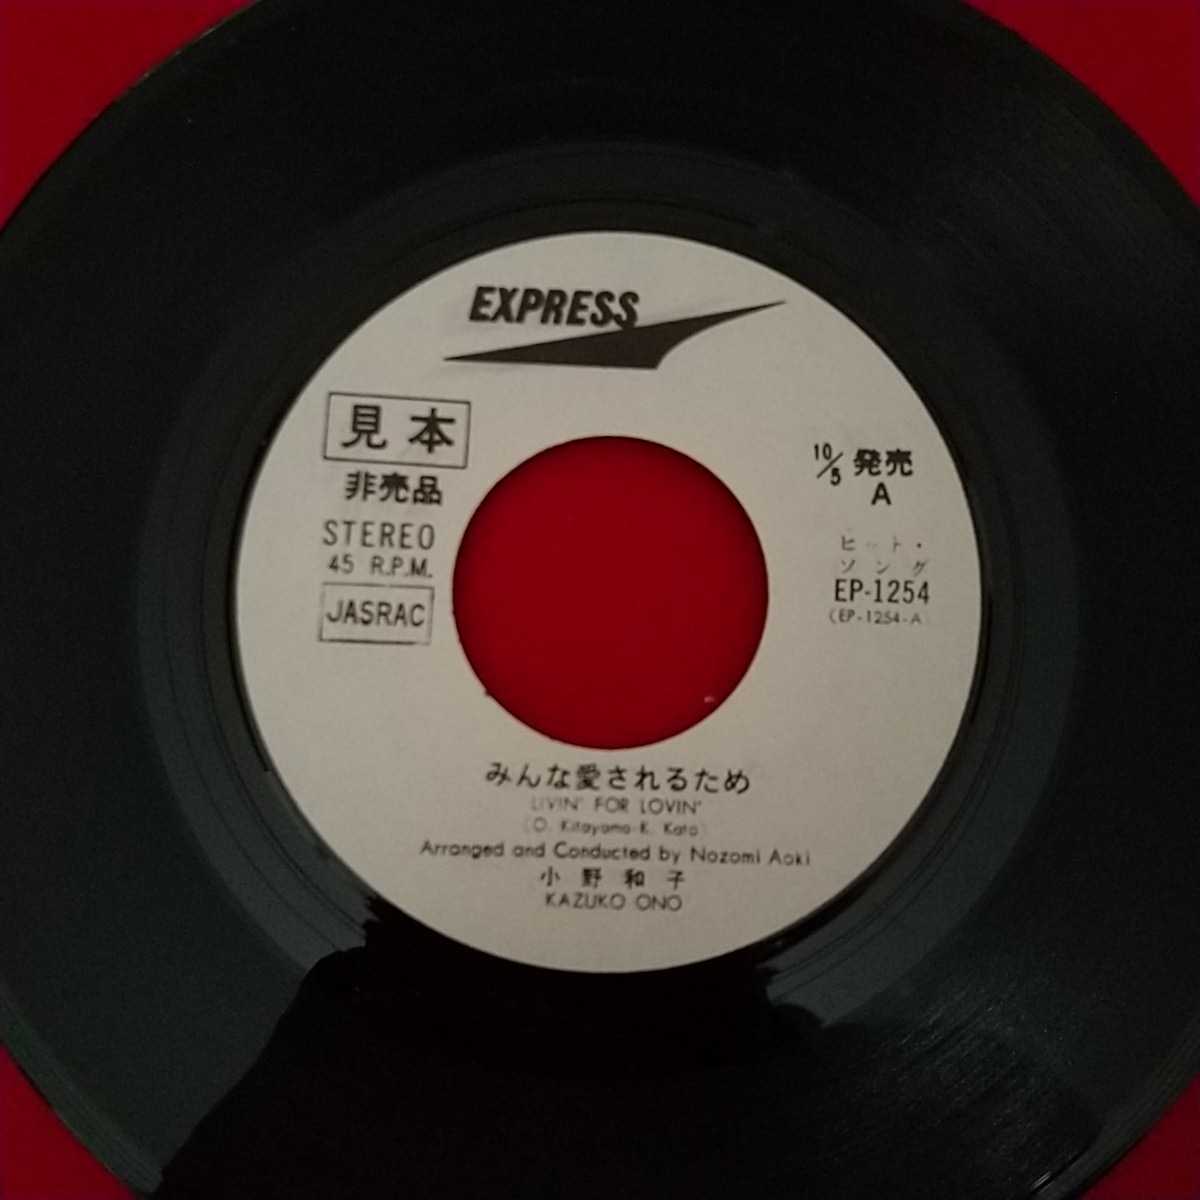 EXPRESS
見本
非売品
STEREO
45 R.P.M.
JASRAC
10/5 発売
A
ヒット・
ソング
EP-1254
(EP-1254-A)
みんな愛されるため
LIVIN' FOR LOVIN'
(O. Kitayama-K. Kato)
Arranged and Conducted by Nozomi Aoki
小野和子
KAZUKO ONO